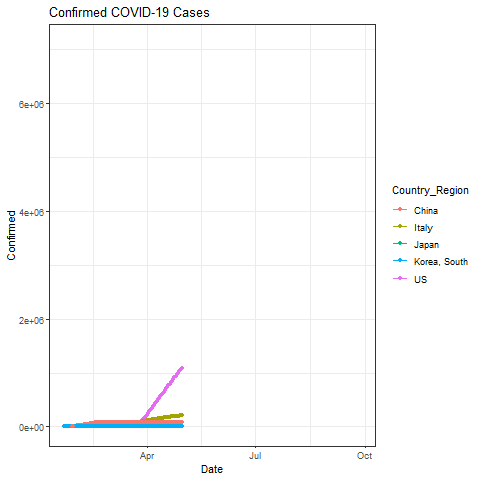 Confirmed COVID-19 Cases
6e+06
4e+06
2e+06
0e+00
Confirmed
Apr
Jul
Oct
Date
Country_Region
China
Italy
Japan
Korea, South
US